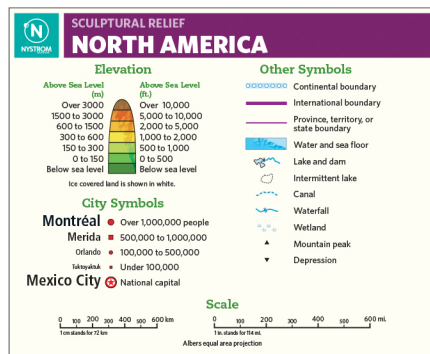 N
NYSTROM
SCULPTURAL RELIEF
NORTH AMERICA
Elevation
Above Sea Level (m)
Above Sea Level (ft.)
Over 3000 Over 10,000
1500 to 3000 5,000 to 10,000
600 to 1500 2,000 to 5,000
300 to 600 1,000 to 2,000
150 to 300 500 to 1,000
0 to 150 0 to 500
Below sea level Below sea level
Ice covered land is shown in white.
City Symbols
Montréal Over 1,000,000 people
Merida 500,000 to 1,000,000
Orlando 100,000 to 500,000
Tuktoyaktuk Under 100,000
Mexico City National capital
Other Symbols
Continental boundary
International boundary
Province, territory, or
state boundary
Water and sea floor
Lake and dam
Intermittent lake
Canal
Waterfall
Wetland
Mountain peak
Depression
Scale
0 100 200 300 400 500 600 km
1 cm stands for 72 km
0 100 200 300 400 500 600 mi.
1 in. stands for 114 mi.
Albers equal area projection